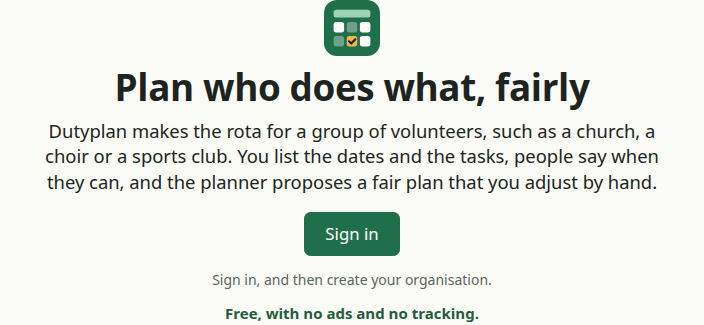 Plan who does what, fairly
Dutyplan makes the rota for a group of volunteers, such as a church, a
choir or a sports club. You list the dates and the tasks, people say when
they can, and the planner proposes a fair plan that you adjust by hand.
Sign in
Sign in, and then create your organisation.
Free, with no ads and no tracking.